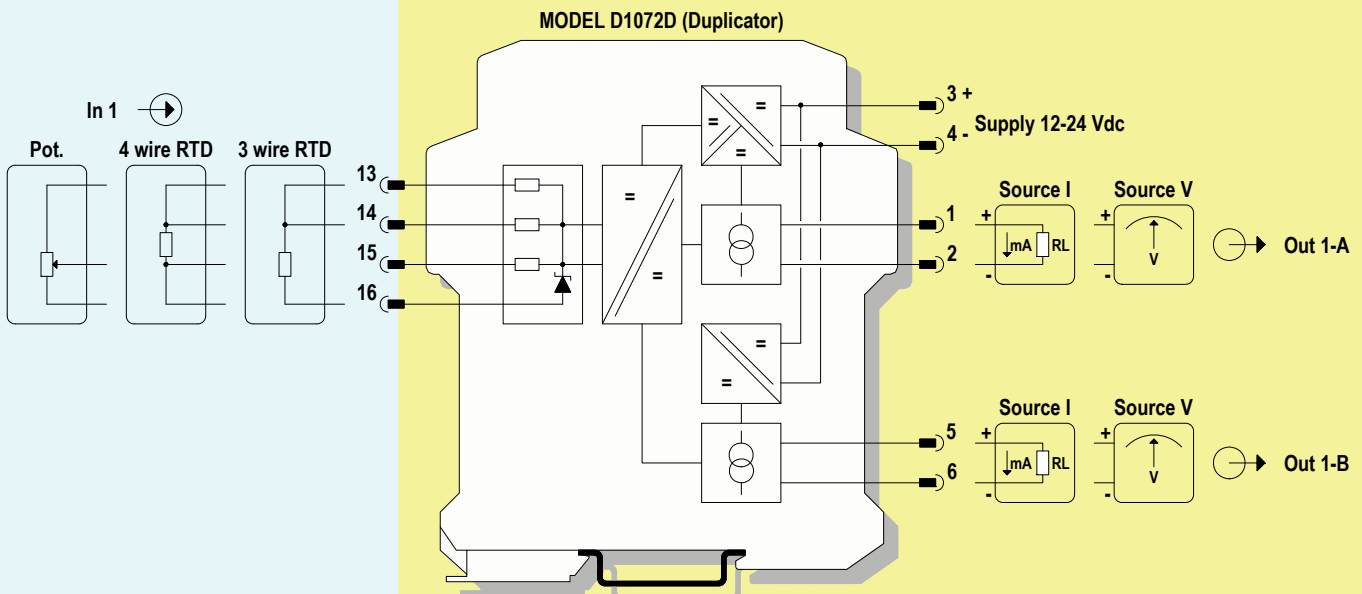 MODEL D1072D (Duplicator)
In 1
Pot.
4 wire RTD
3 wire RTD
13
14
15
16
=
=
=
=
=
=
=
3 +
4 -
Supply 12-24 Vdc
1
2
Source I
Source V
+
-
mA
RL
+
-
V
Out 1-A
5
6
Source I
Source V
+
-
mA
RL
+
-
V
Out 1-B